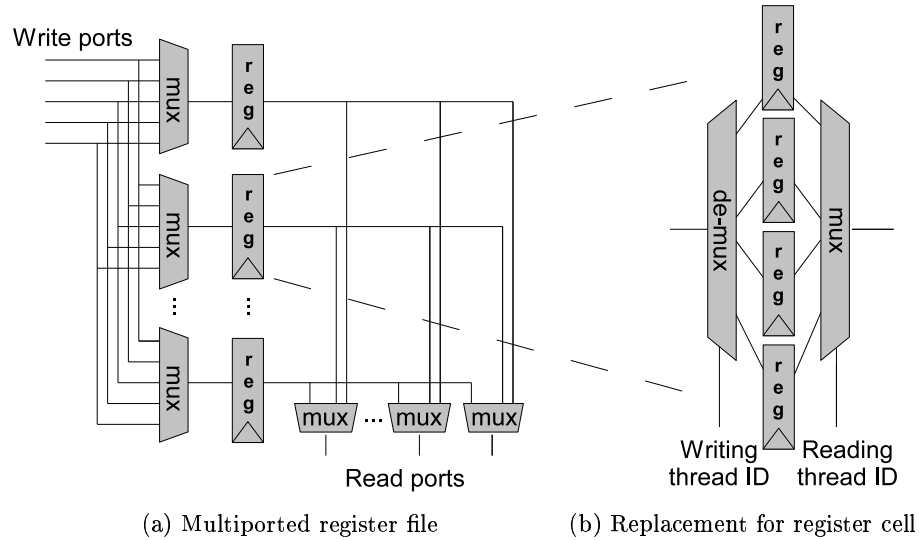 Write ports
mux
reg
mux
reg
mux
reg
mux
mux
mux
Read ports
(a) Multiported register file
reg
reg
reg
reg
de-mux
mux
Writing
thread ID
Reading
thread ID
(b) Replacement for register cell